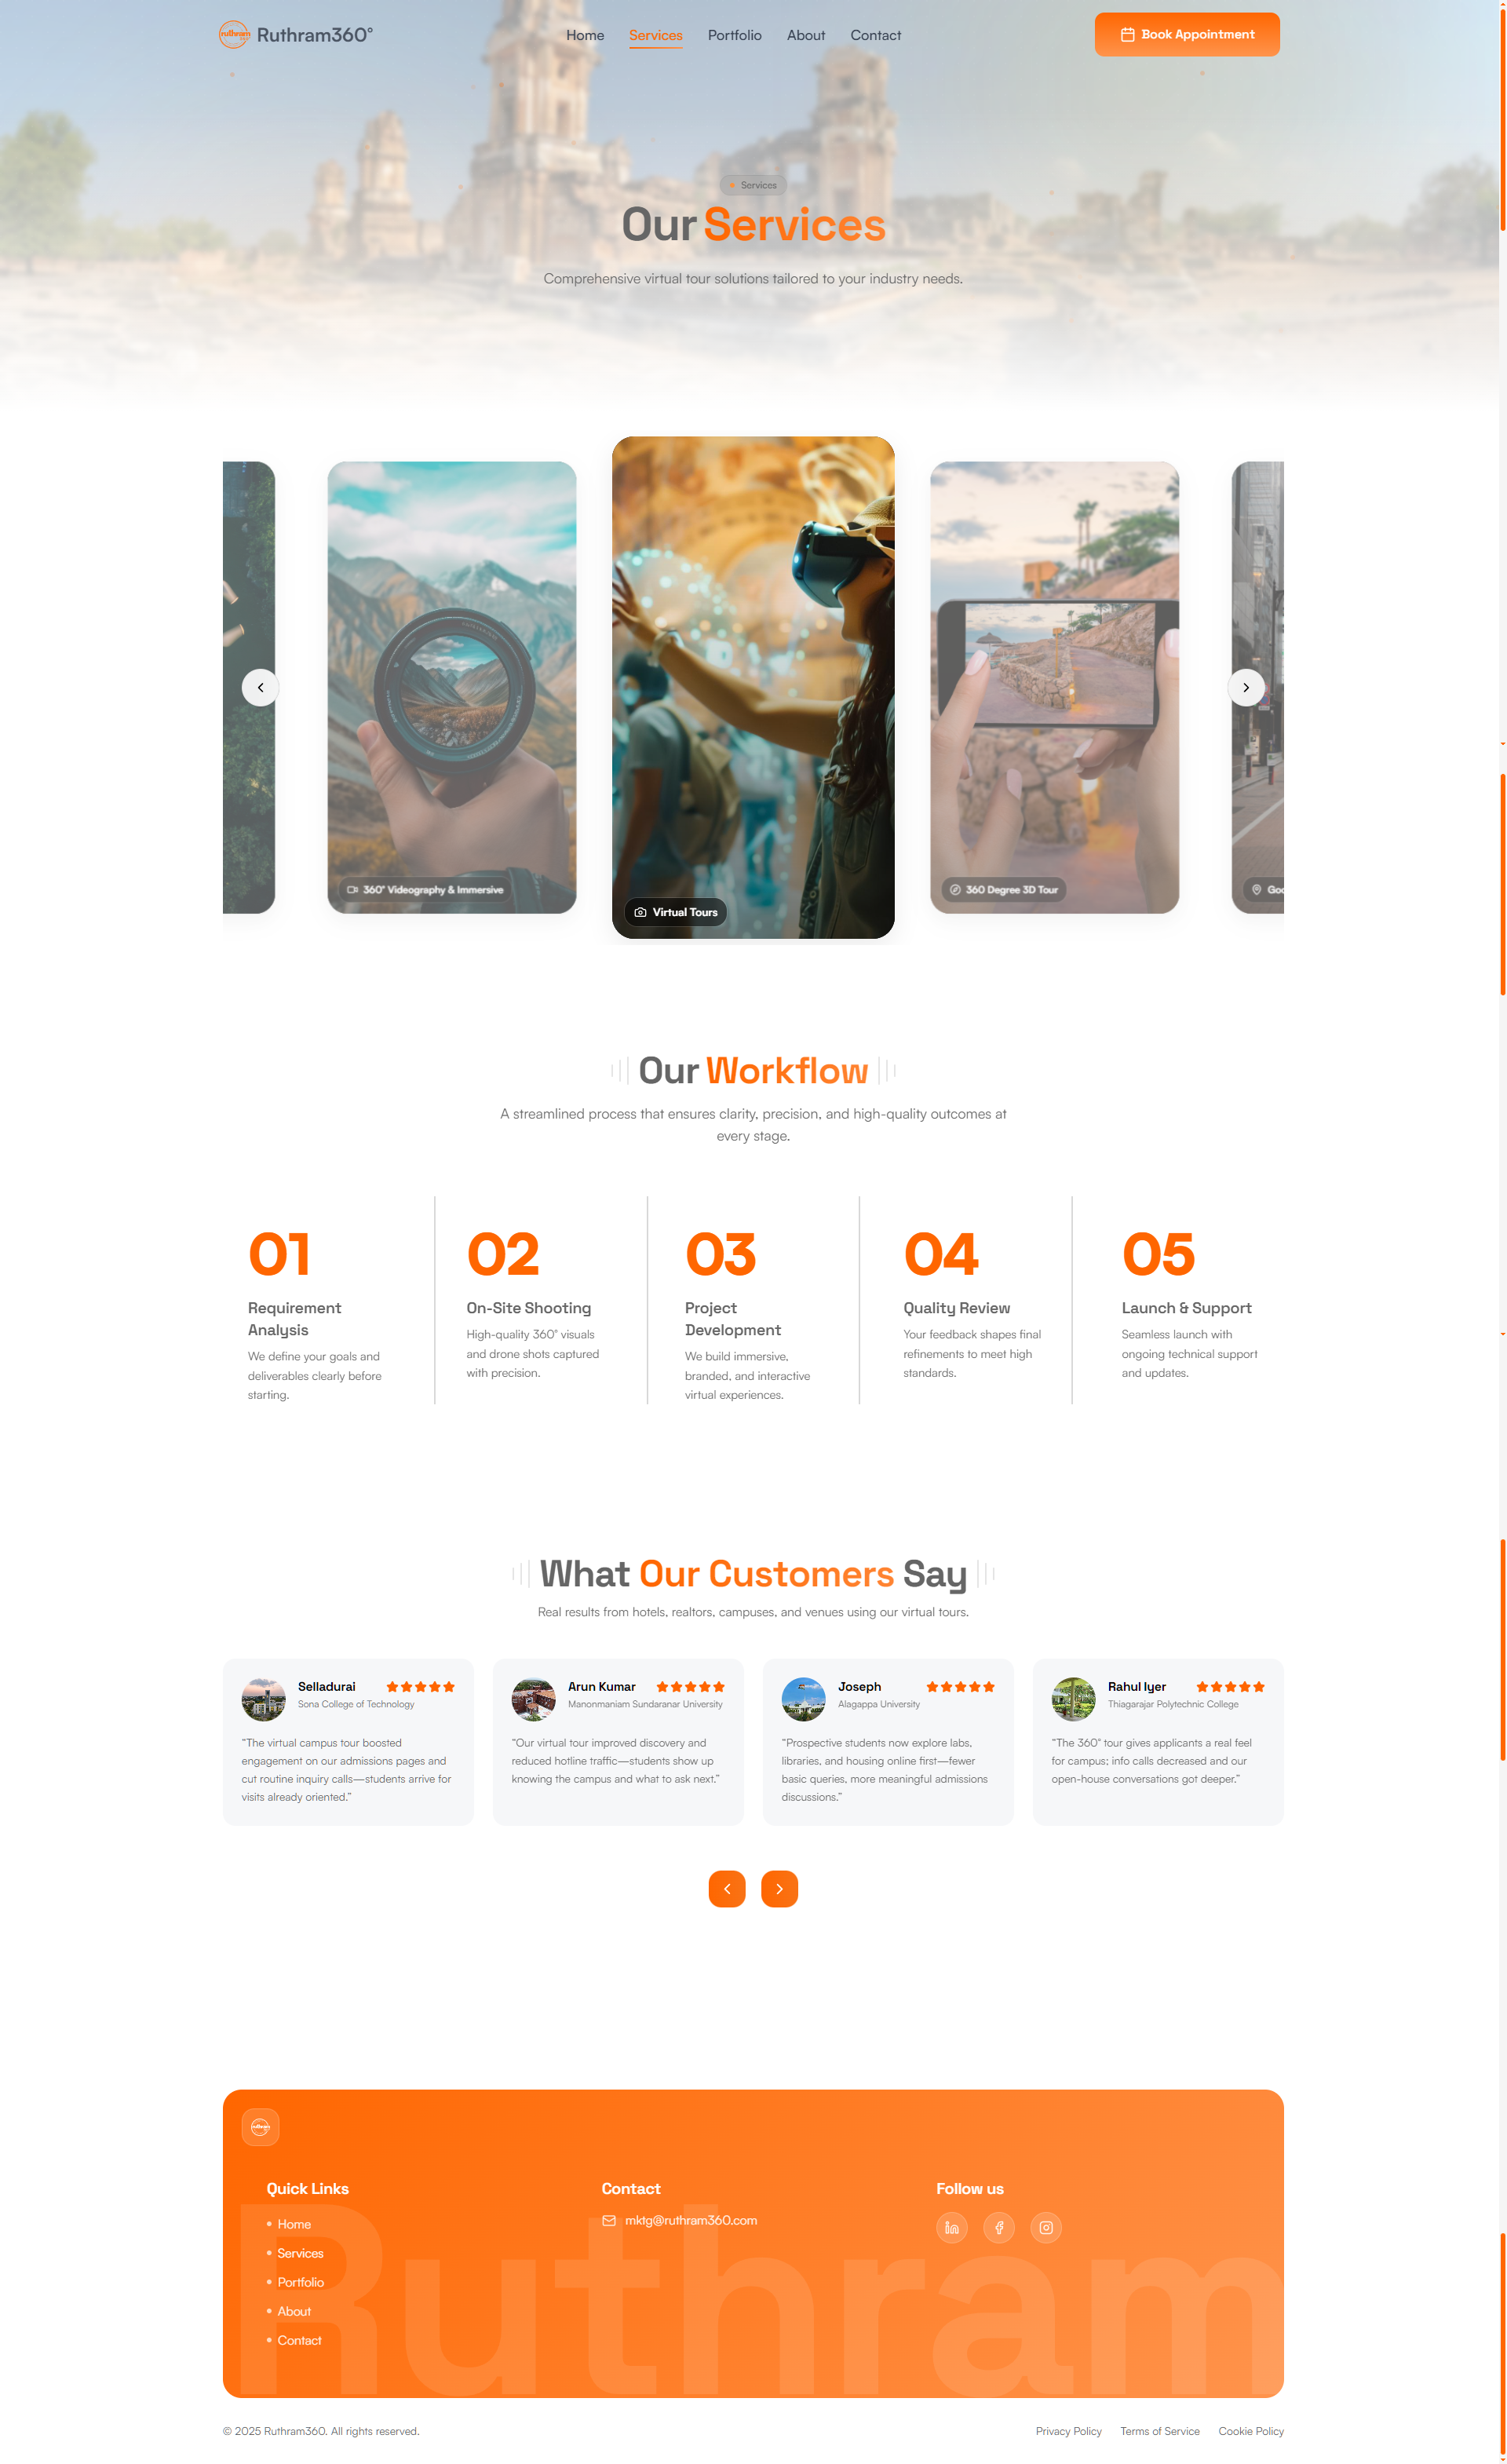 Ruthram360°
Home
Services
Portfolio
About
Contact
Book Appointment
Services
Our Services
Comprehensive virtual tour solutions tailored to your industry needs.
360° Videography & Immersive
Virtual Tours
360 Degree 3D Tour
Our Workflow
A streamlined process that ensures clarity, precision, and high-quality outcomes at
every stage.
01
Requirement
Analysis
We define your goals and
deliverables clearly before
starting.
02
On-Site Shooting
High-quality 360° visuals
and drone shots captured
with precision.
03
Project
Development
We build immersive,
branded, and interactive
virtual experiences.
04
Quality Review
Your feedback shapes final
refinements to meet high
standards.
05
Launch & Support
Seamless launch with
ongoing technical support
and updates.
What Our Customers Say
Real results from hotels, realtors, campuses, and venues using our virtual tours.
Selladurai
Sona College of Technology
“The virtual campus tour boosted
engagement on our admissions pages and
cut routine inquiry calls—students arrive for
visits already oriented.”
Arun Kumar
Manonmaniam Sundaranar University
“Our virtual tour improved discovery and
reduced hotline traffic—students show up
knowing the campus and what to ask next.”
Joseph
Alagappa University
“Prospective students now explore labs,
libraries, and housing online first—fewer
basic queries, more meaningful admissions
discussions.”
Rahul Iyer
Thiagarajar Polytechnic College
“The 360° tour gives applicants a real feel
for campus; info calls decreased and our
open-house conversations got deeper.”
ruthram
Quick Links
Home
Services
Portfolio
About
Contact
Contact
mktg@ruthram360.com
Follow us
Ruthram
© 2025 Ruthram360. All rights reserved.
Privacy Policy
Terms of Service
Cookie Policy